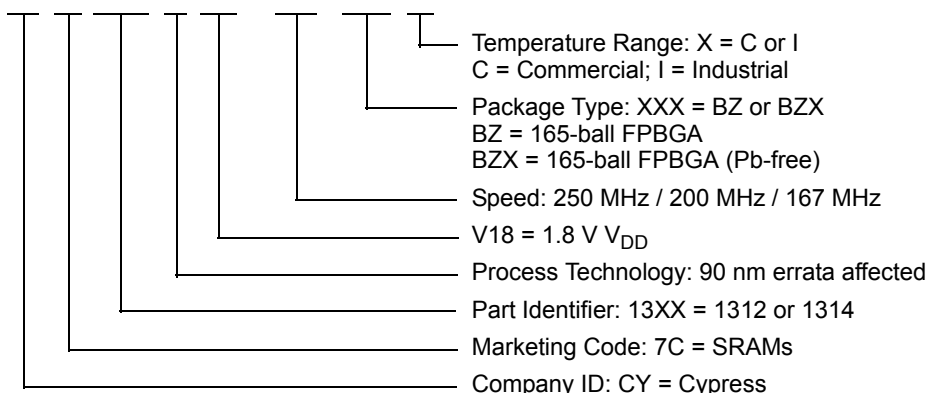 Temperature Range: X = C or I
C = Commercial; I = Industrial
Package Type: XXX = BZ or BZX
BZ = 165-ball FPBGA
BZX = 165-ball FPBGA (Pb-free)
Speed: 250 MHz / 200 MHz / 167 MHz
V18 = 1.8 V VDD
Process Technology: 90 nm errata affected
Part Identifier: 13XX = 1312 or 1314
Marketing Code: 7C = SRAMs
Company ID: CY = Cypress